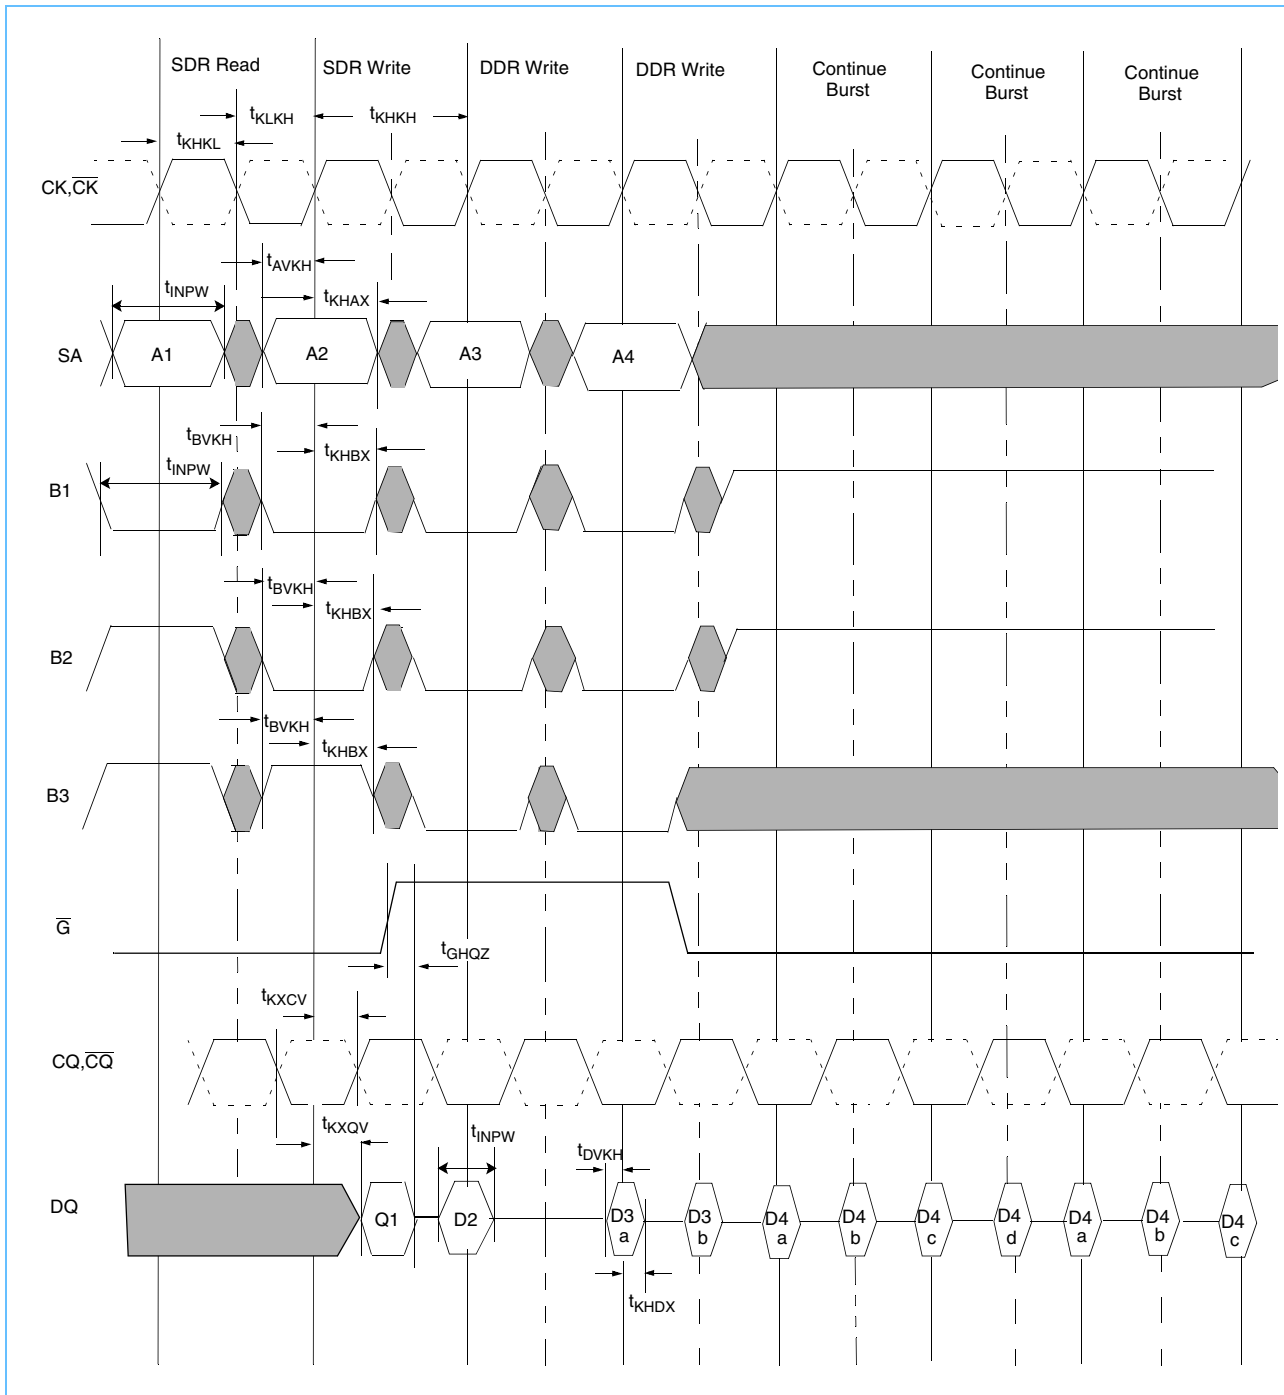 SDR Read SDR Write DDR Write DDR Write Continue Burst Continue Burst Continue Burst
tKLKH tKHKH
tKHKL
CK,C̅K̅
tAVKH
tINPW tKHAX
SA A1 A2 A3 A4
tBVKH tKHBX
tINPW
B1
tBVKH
tKHBX
B2
tBVKH
tKHBX
B3
G̅
tGHQZ
tKXCV
CQ,C̅Q̅
tKXQV tINPW tDVKH
DQ Q1 D2 D3 a D3 b D4 a D4 b D4 c D4 d D4 a D4 b D4 c
tKHDX